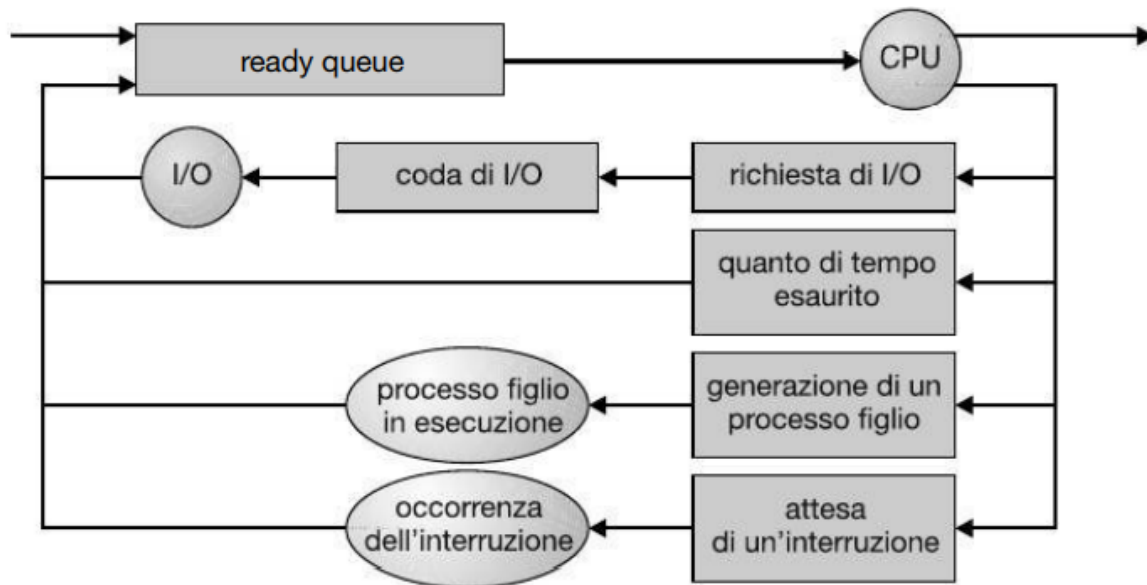 ready queue
CPU
I/O
coda di I/O
richiesta di I/O
quanto di tempo
esaurito
processo figlio
in esecuzione
generazione di un
processo figlio
occorrenza
dell'interruzione
attesa
di un'interruzione